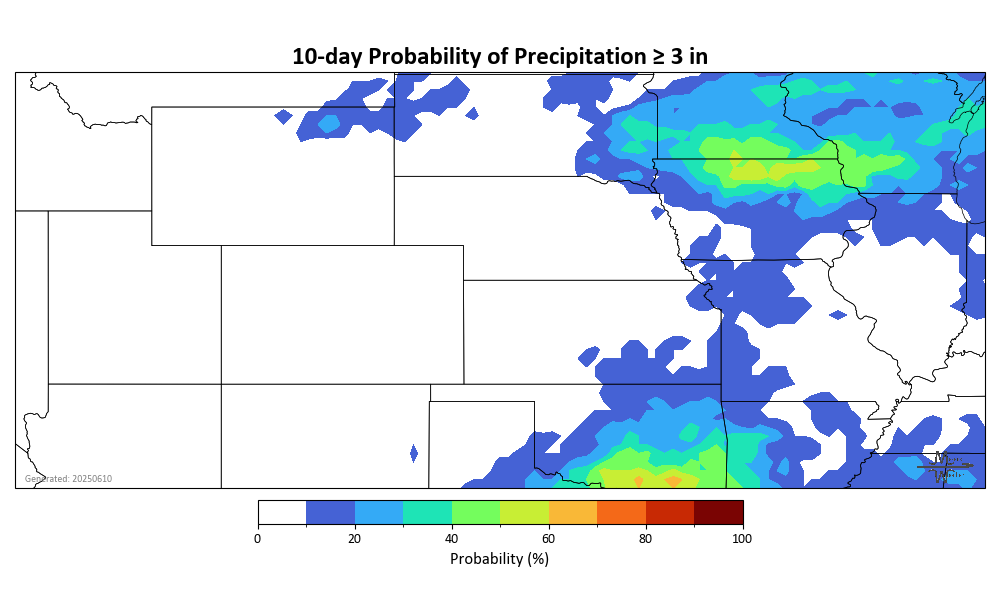 10-day Probability of Precipitation ≥ 3 in
Generated: 20250610
0 20 40 60 80 100
Probability (%)